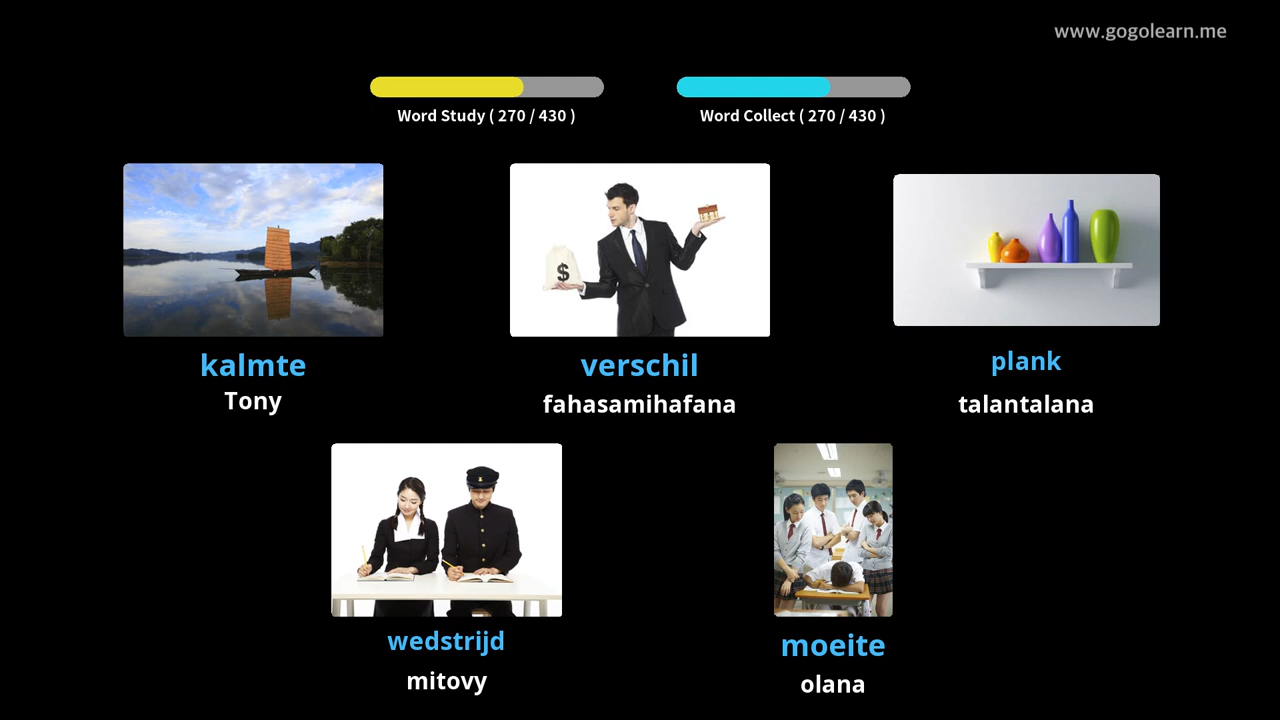 www.gogolearn.me
Word Study ( 270 / 430 )
Word Collect ( 270 / 430 )
$
kalmte
Tony
verschil
fahasamihafana
plank
talantalana
wedstrijd
mitovy
moeite
olana